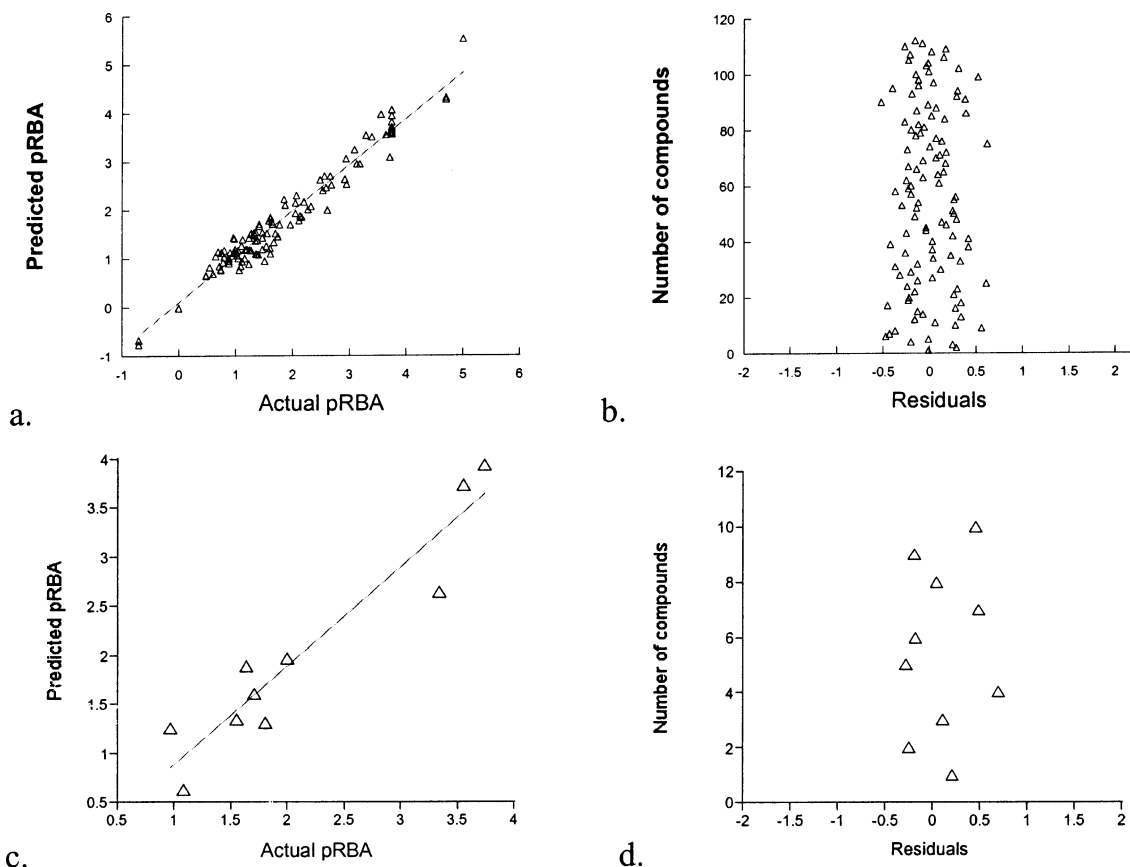 6
5
4
3
2
1
0
-1
-1 0 1 2 3 4 5 6
Predicted pRBA
Actual pRBA
a.
120
100
80
60
40
20
0
-2 -1.5 -1 -0.5 0 0.5 1 1.5 2
Number of compounds
Residuals
b.
4
3.5
3
2.5
2
1.5
1
0.5
0.5 1 1.5 2 2.5 3 3.5 4
Predicted pRBA
Actual pRBA
c.
12
10
8
6
4
2
0
-2 -1.5 -1 -0.5 0 0.5 1 1.5 2
Number of compounds
Residuals
d.